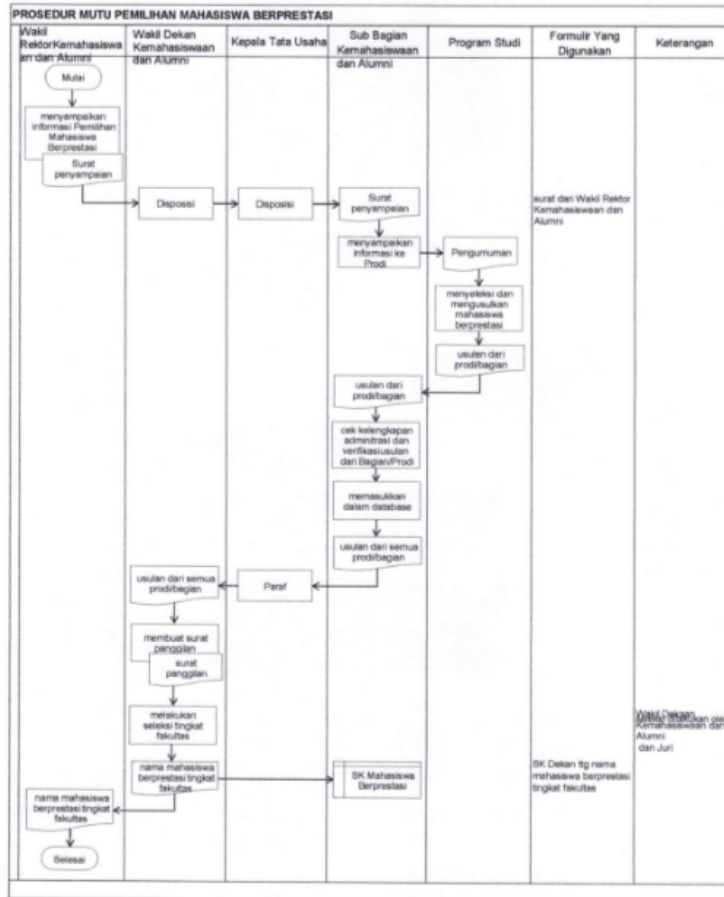 PROSEDUR MUTU PEMILIHAN MAHASISWA BERPRESTASI
Wakil
RektorKemahasiswa
an dan Alumni
Wakil Dekan
Kemahasiswaan
dan Alumni
Kepala Tata Usaha
Sub Bagian
Kemahasiswaan
dan Alumni
Program Studi
Formulir Yang
Digunakan
Keterangan
Mulai
menyampaikan
informasi Pemilihan
Mahasiswa
Berprestasi
Surat
penyampaian
Disposisi
Disposisi
Surat
penyampaian
surat dari Wakil Rektor
Kemahasiswaan dan
Alumni
menyampaikan
informasi ke
Prodi
Pengumuman
menyeleksi dan
mengusulkan
mahasiswa
berprestasi
usulan dari
prodi/bagian
usulan dari
prodi/bagian
cek kelengkapan
adminitrasi dan
verifikasiusulan
dari Bagian/Prodi
memasukkan
dalam database
usulan dari semua
prodi/bagian
Paraf
usulan dari semua
prodi/bagian
membuat surat
panggilan
surat
panggilan
melakukan
seleksi tingkat
fakultas
Kemahasiswaan dan
Alumni
dan Juri
nama mahasiswa
berprestasi tingkat
fakultas
SK Mahasiswa
Berprestasi
SK Dekan ttg nama
mahasiswa berprestasi
tingkat fakultas
nama mahasiswa
berprestasi tingkat
fakultas
Selesai